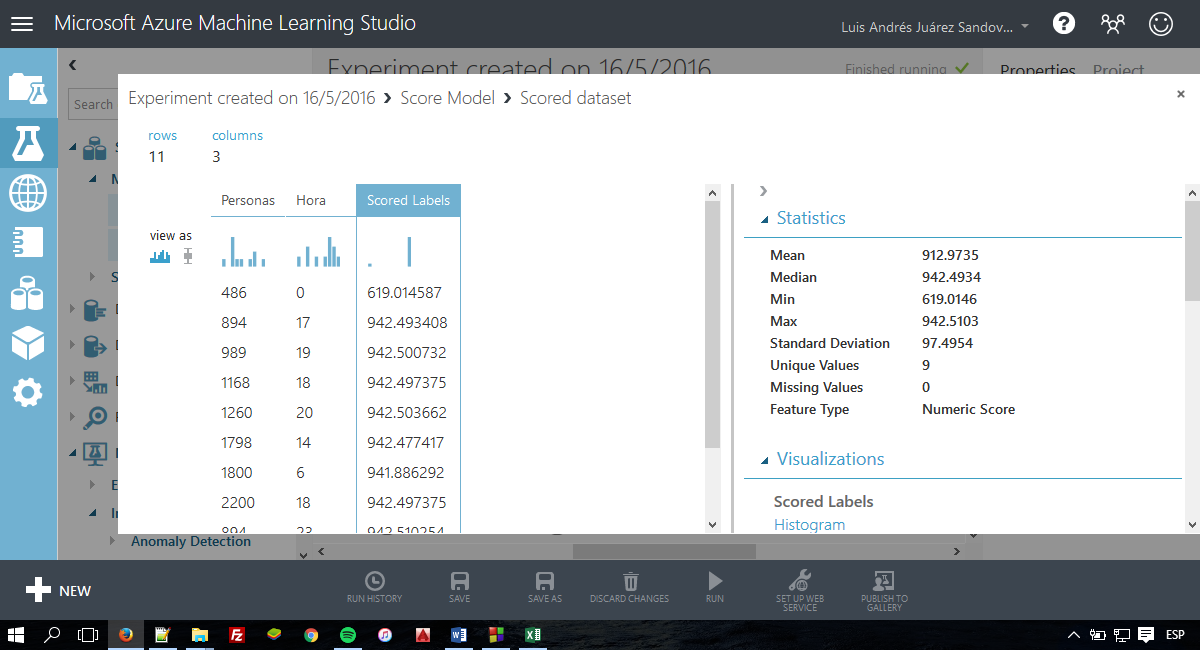 Microsoft Azure Machine Learning Studio
Luis Andrés Juárez Sandov...
Experiment created on 16/5/2016
Finished running
Properties Project
Search
Experiment created on 16/5/2016 > Score Model > Scored dataset
rows columns
11 3
Personas Hora Scored Labels
view as
486 0 619.014587
894 17 942.493408
989 19 942.500732
1168 18 942.497375
1260 20 942.503662
1798 14 942.477417
1800 6 941.886292
2200 18 942.497375
894 23 942.510254
Statistics
Mean 912.9735
Median 942.4934
Min 619.0146
Max 942.5103
Standard Deviation 97.4954
Unique Values 9
Missing Values 0
Feature Type Numeric Score
Visualizations
Scored Labels
Histogram
Anomaly Detection
NEW
RUN HISTORY
SAVE
SAVE AS
DISCARD CHANGES
RUN
SET UP WEB
SERVICE
PUBLISH TO
GALLERY
ESP